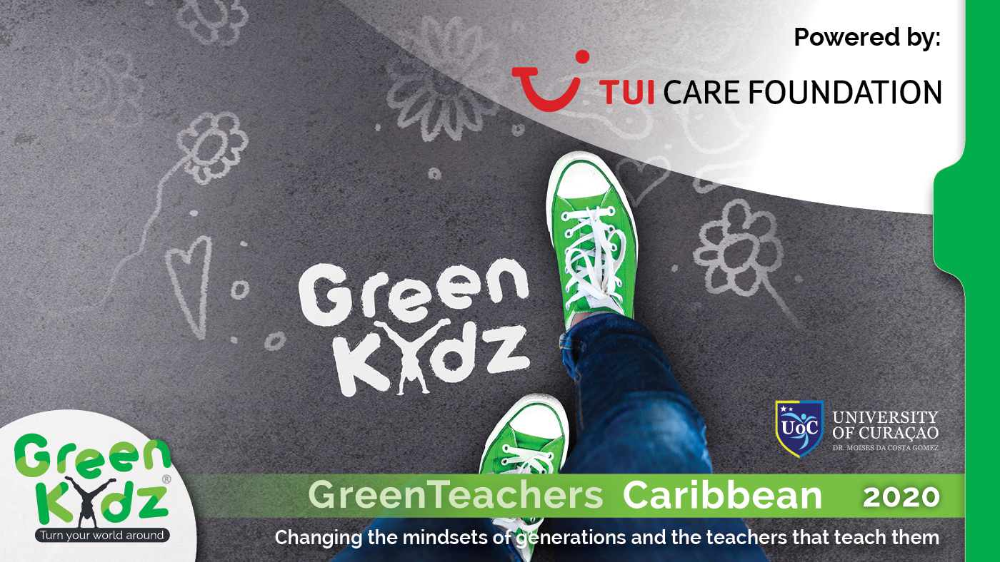 Powered by:
TUI CARE FOUNDATION
Green
Kydz
UoC
UNIVERSITY
OF CURAÇAO
DR. MOISES DA COSTA GOMEZ
Green
Kydz®
Turn your world around
GreenTeachers Caribbean 2020
Changing the mindsets of generations and the teachers that teach them